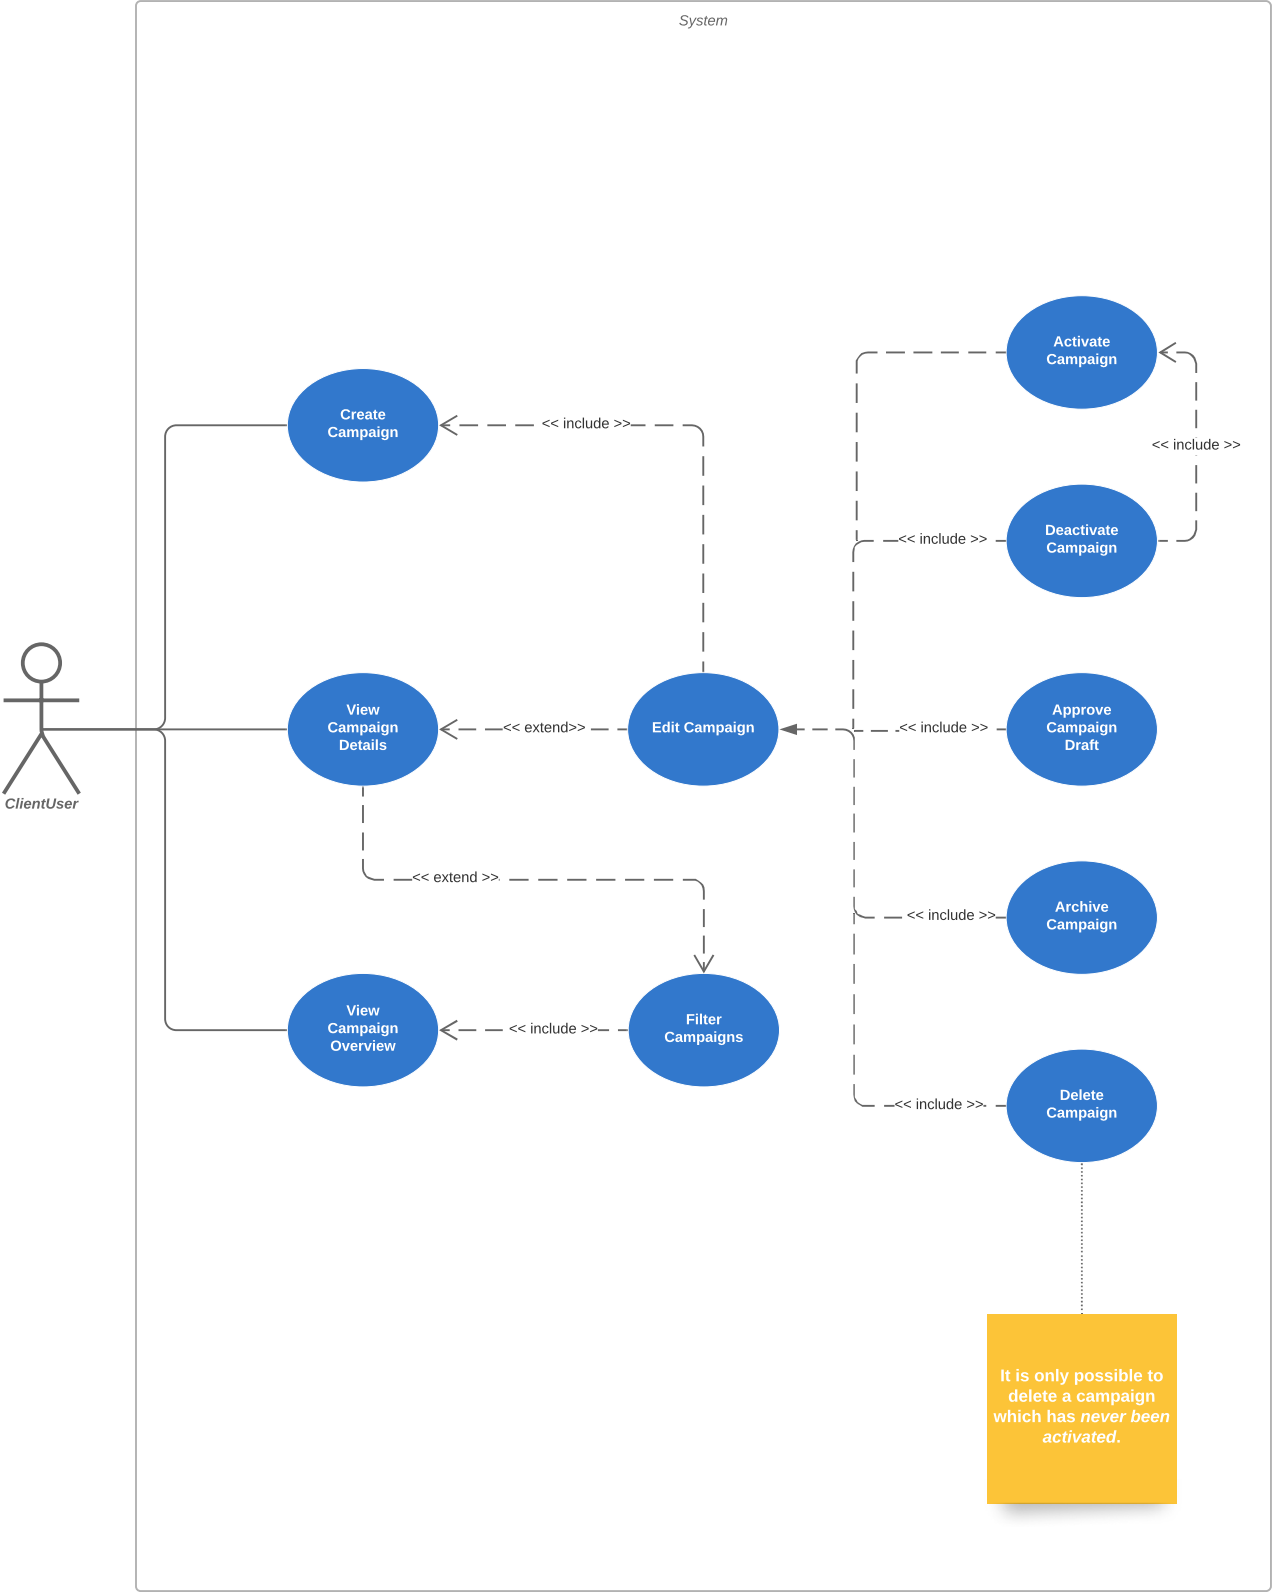 System
Activate
Campaign
Create
Campaign
<< include >>
<< include >>
Deactivate
Campaign
<< include >>
View
Campaign
Details
<< extend>>
Edit Campaign
<< include >>
Approve
Campaign
Draft
ClientUser
<< extend >>
<< include >>
Archive
Campaign
View
Campaign
Overview
<< include >>
Filter
Campaigns
<< include >>
Delete
Campaign
It is only possible to
delete a campaign
which has never been
activated.